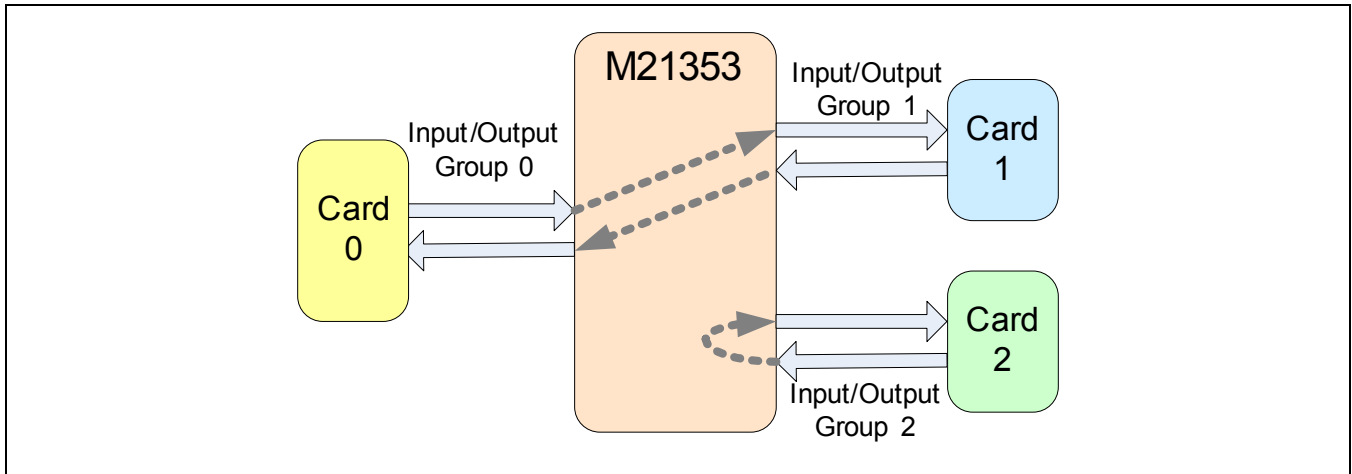 M21353
Input/Output
Group 0
Card
0
Input/Output
Group 1
Card
1
Card
2
Input/Output
Group 2